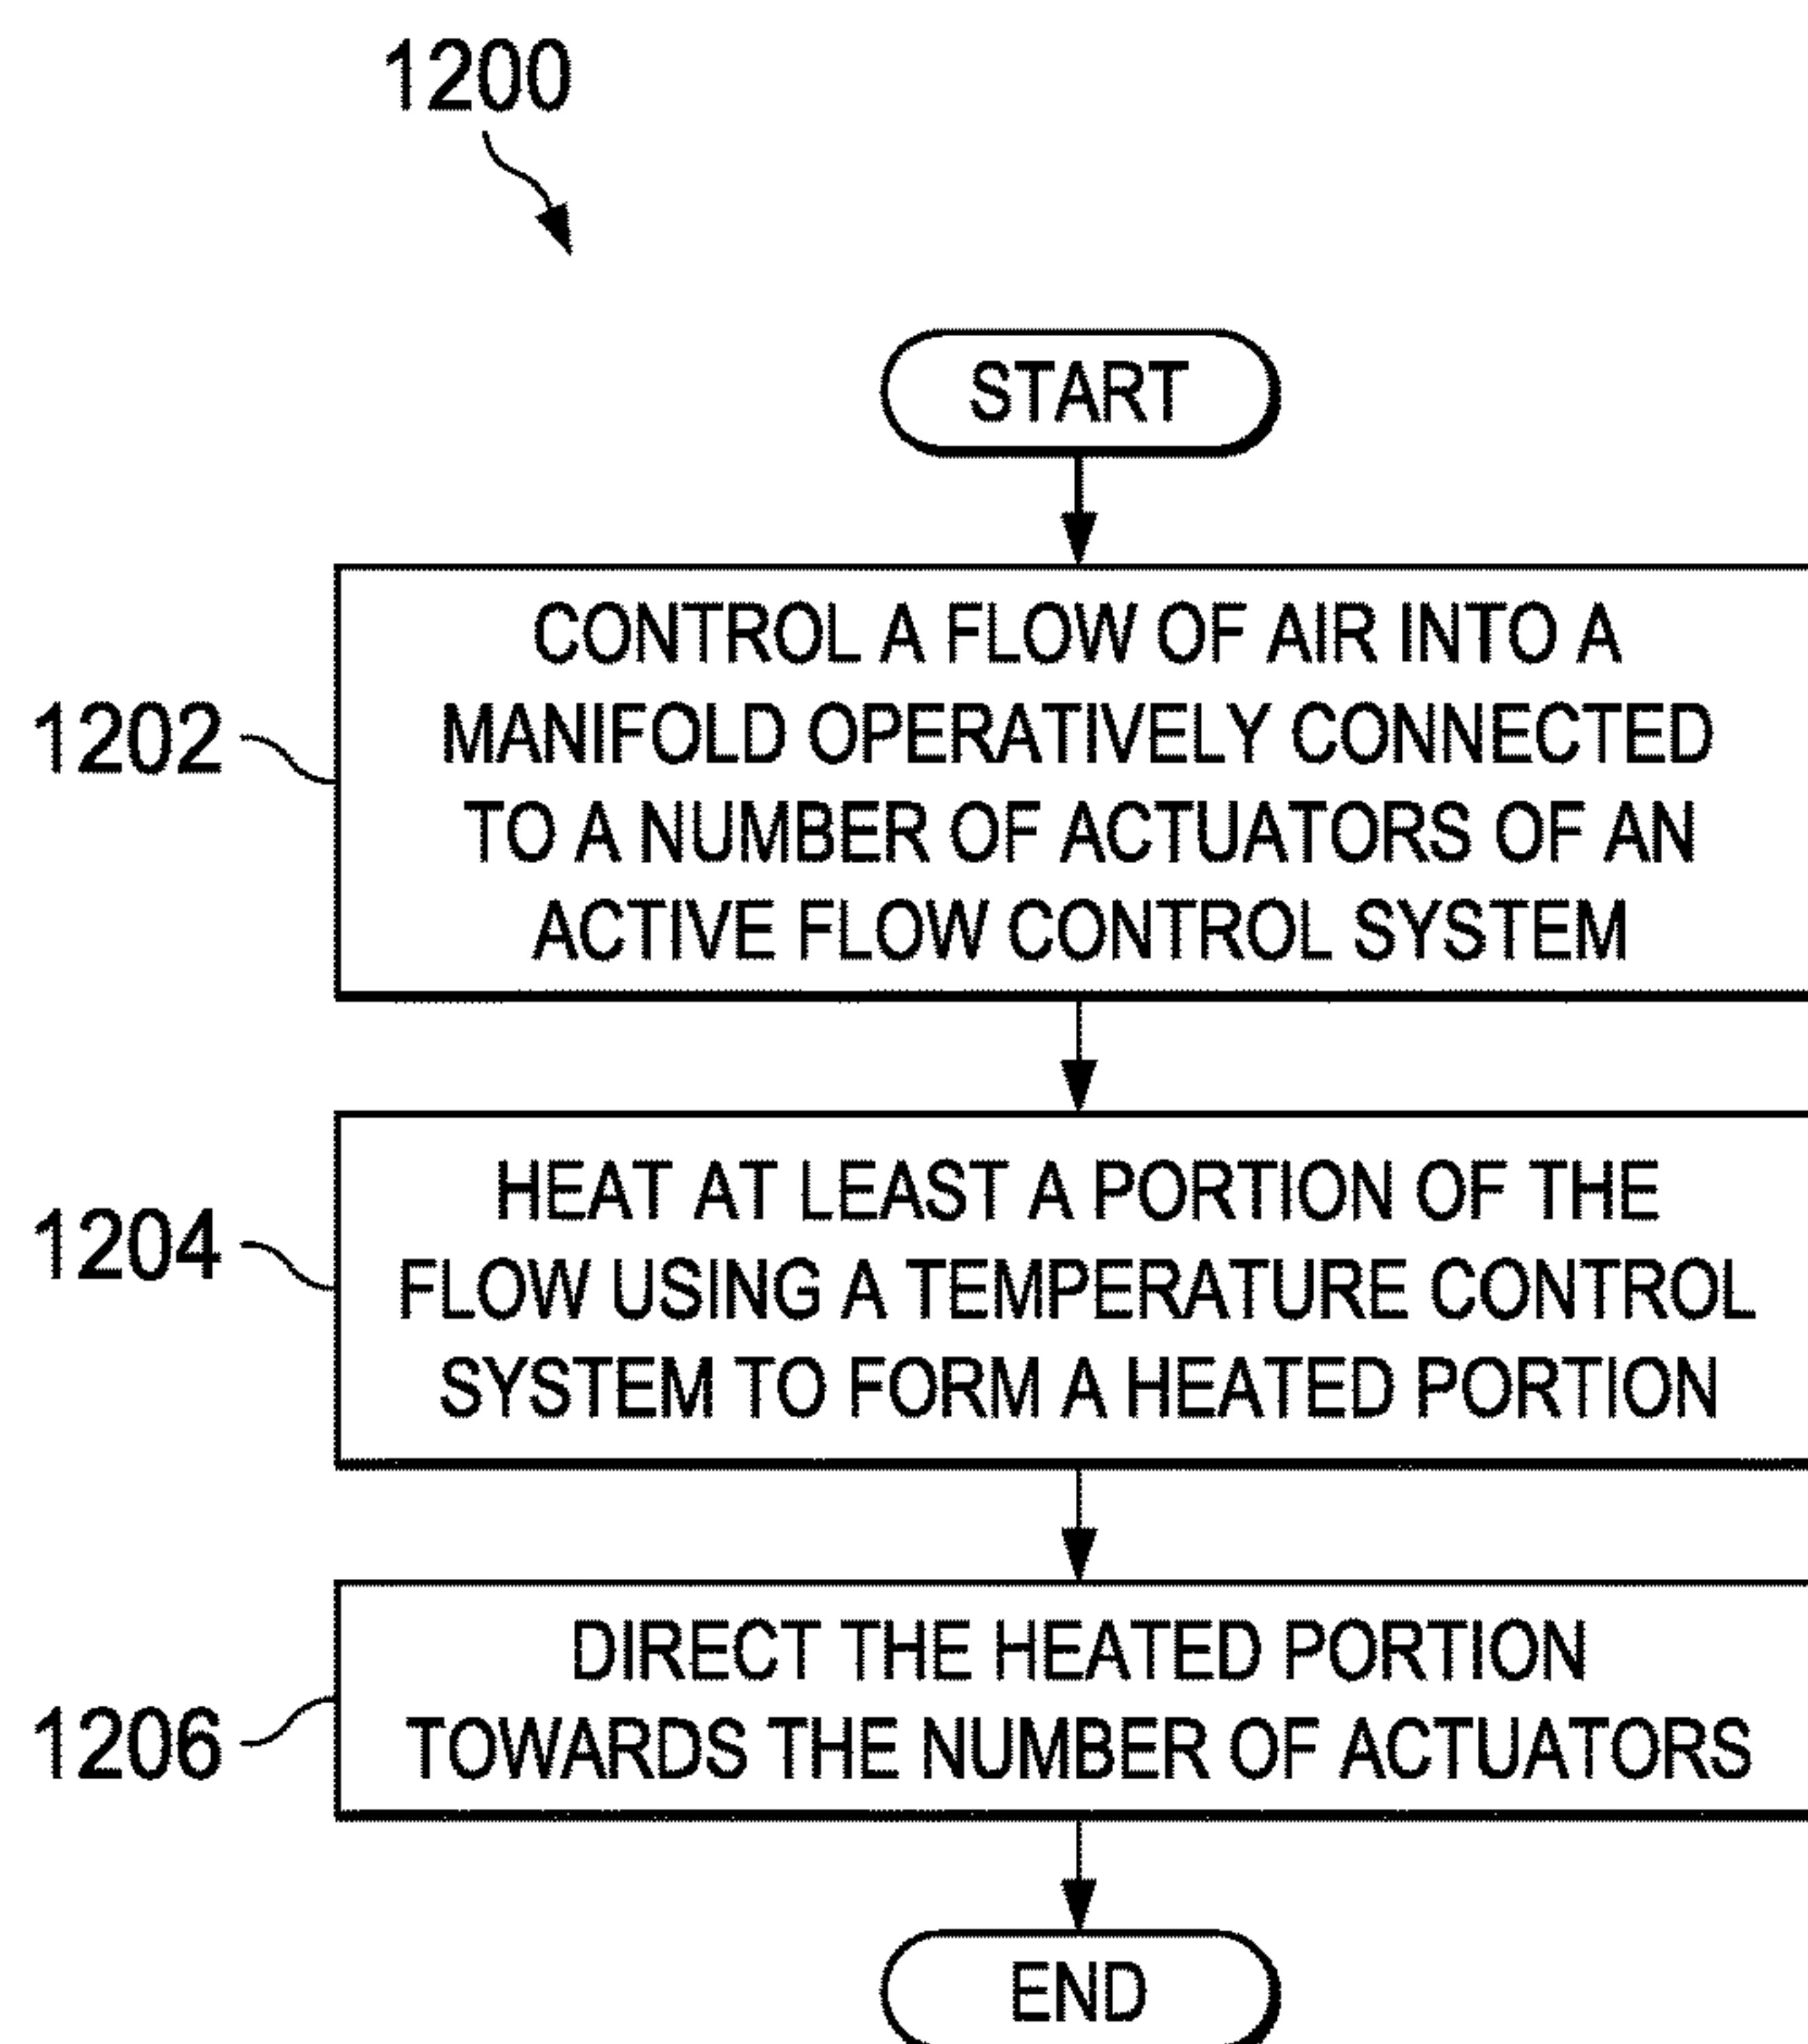 1200
START
1202
CONTROL A FLOW OF AIR INTO A
MANIFOLD OPERATIVELY CONNECTED
TO A NUMBER OF ACTUATORS OF AN
ACTIVE FLOW CONTROL SYSTEM
1204
HEAT AT LEAST A PORTION OF THE
FLOW USING A TEMPERATURE CONTROL
SYSTEM TO FORM A HEATED PORTION
1206
DIRECT THE HEATED PORTION
TOWARDS THE NUMBER OF ACTUATORS
END